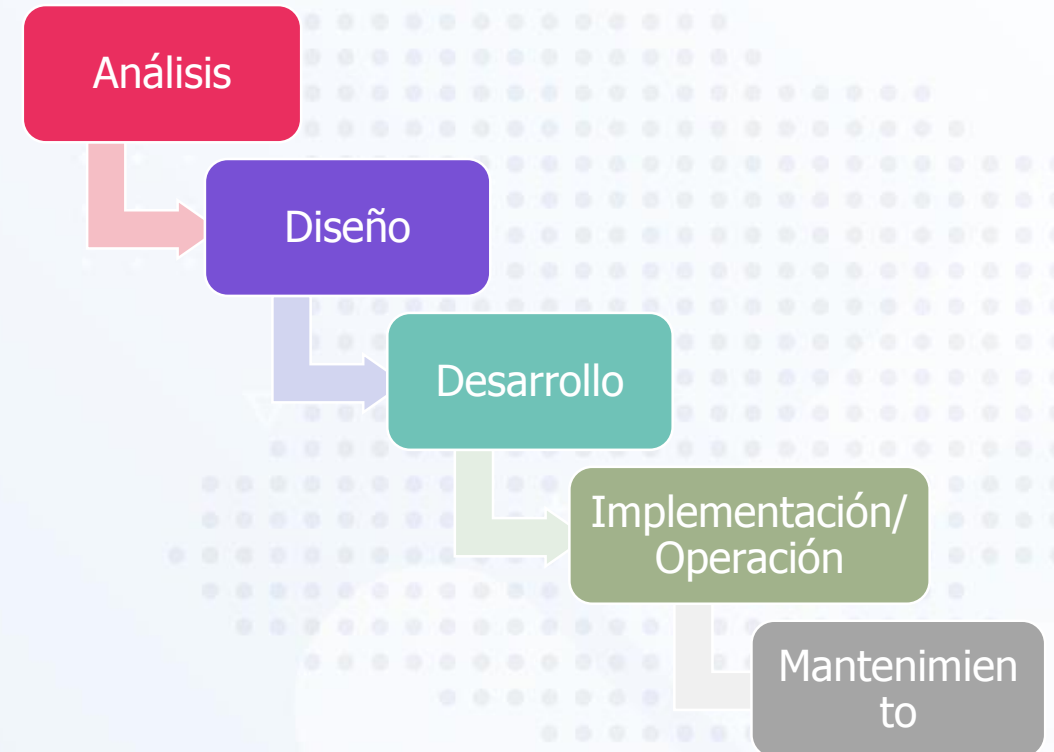 Análisis
Diseño
Desarrollo
Implementación/
Operación
Mantenimien
to